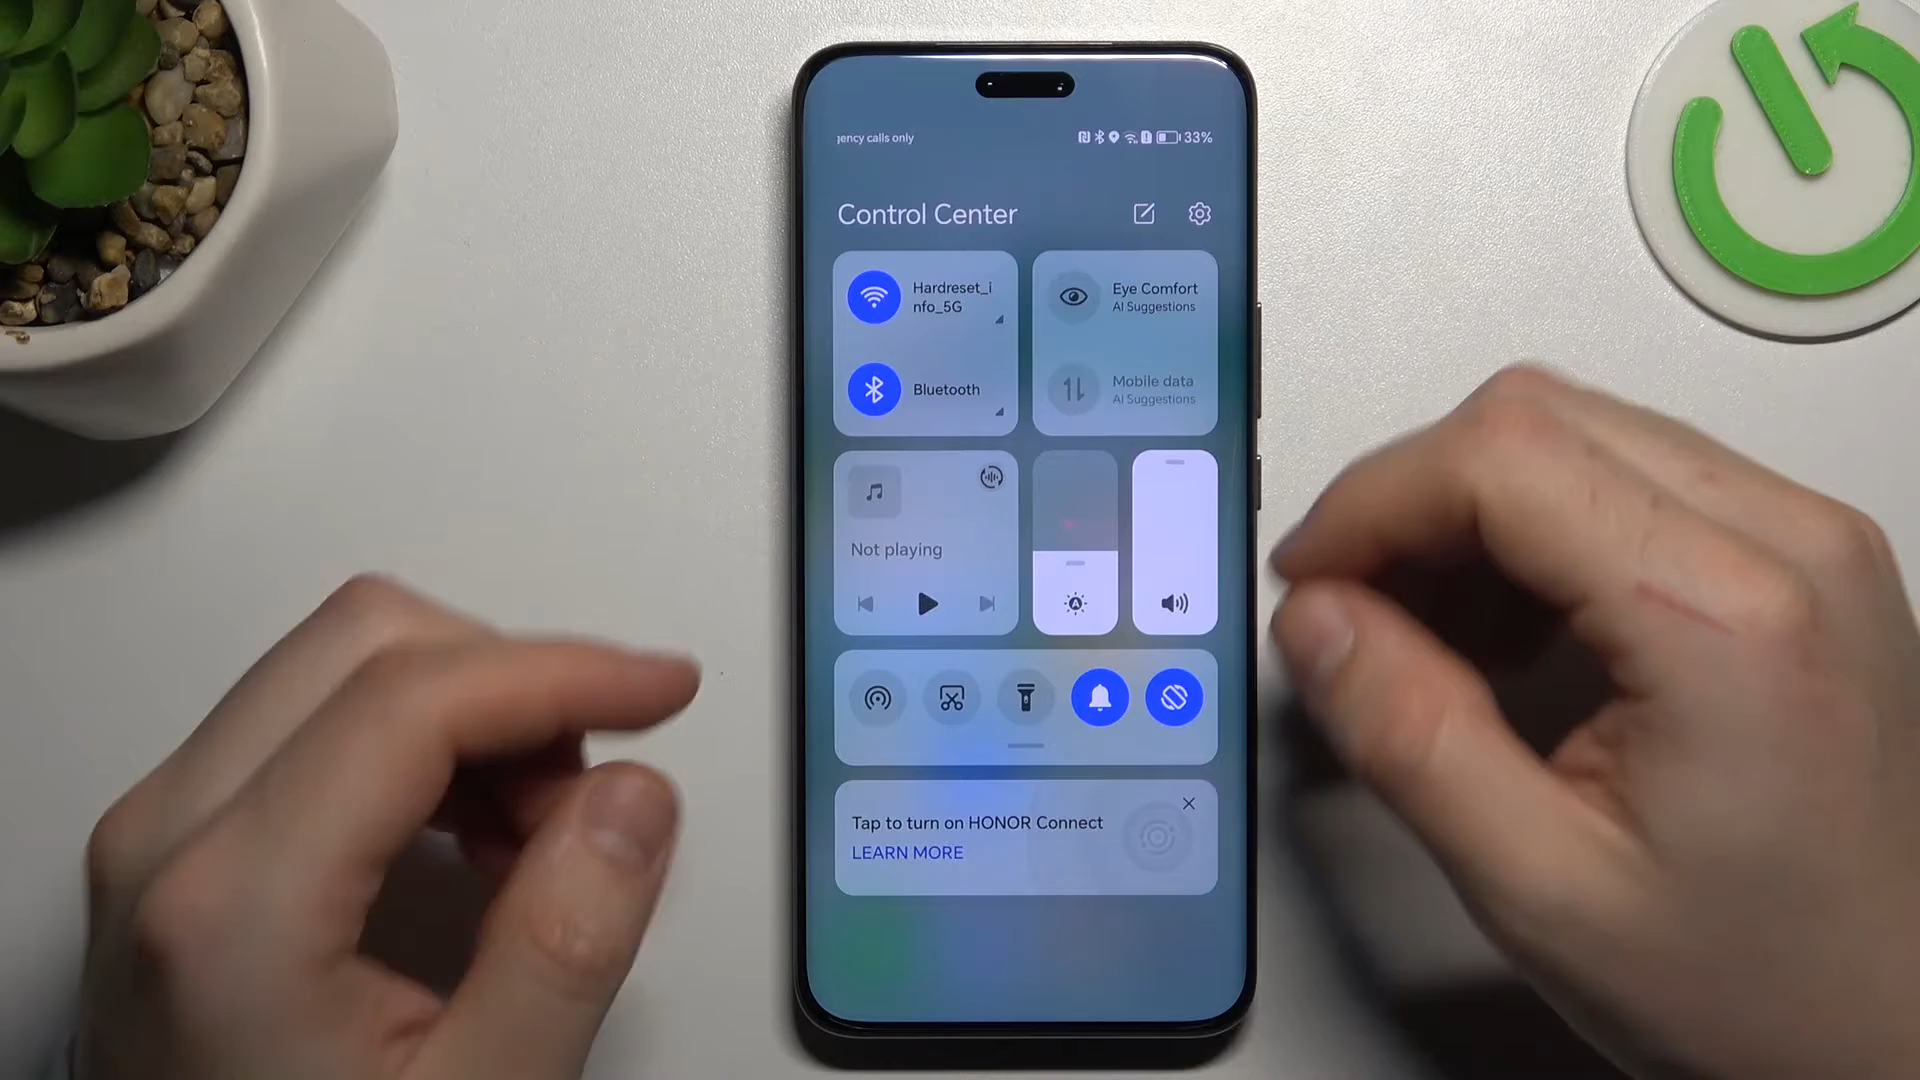 gency calls only
33%
Control Center
Hardreset_i
nfo_5G
Eye Comfort
AI Suggestions
Bluetooth
Mobile data
AI Suggestions
Not playing
A
Tap to turn on HONOR Connect
LEARN MORE